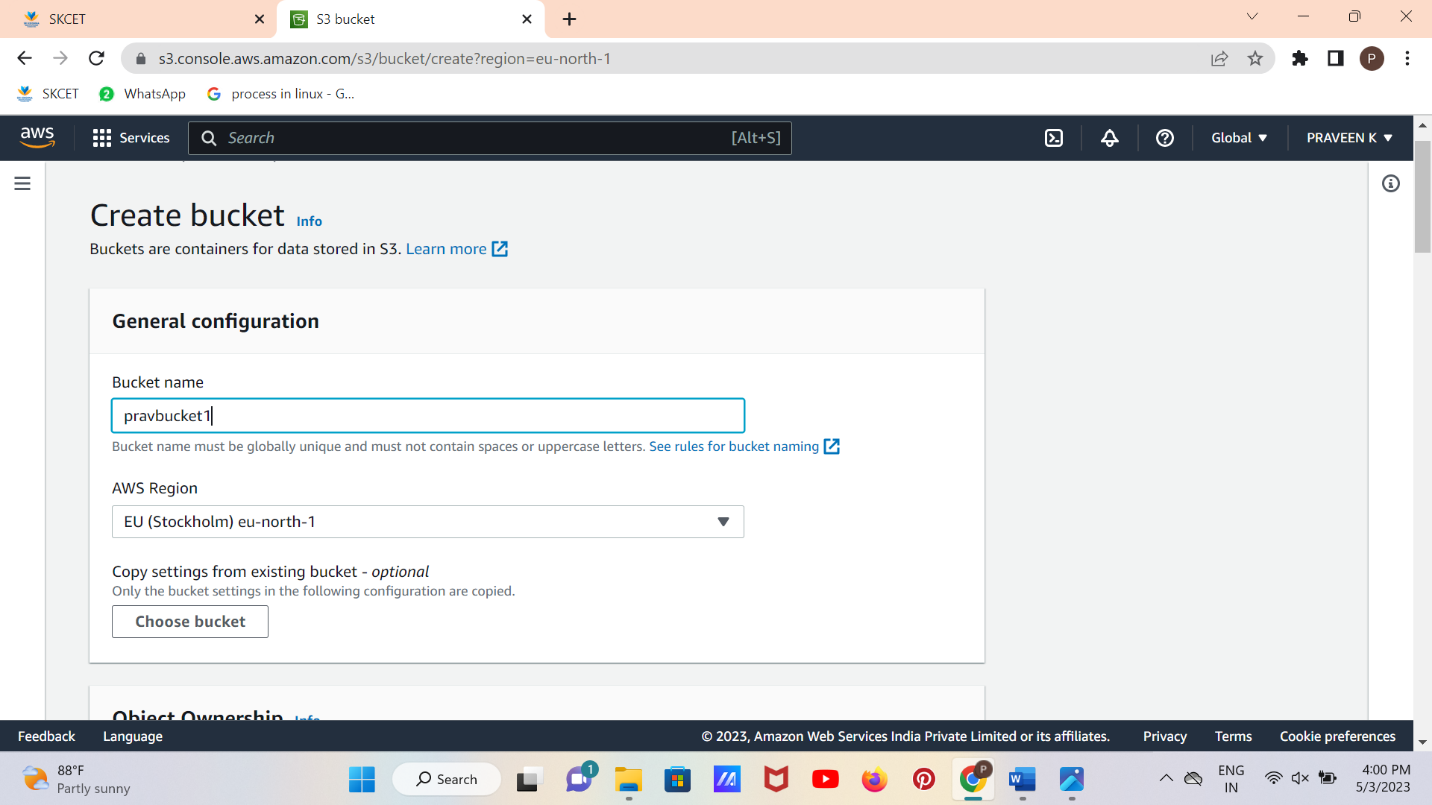 SKCET
S3 bucket
s3.console.aws.amazon.com/s3/bucket/create?region=eu-north-1
P
SKCET
2
WhatsApp
process in linux - G...
aws
Services
Search
[Alt+S]
Global
PRAVEEN K
Create bucket Info
Buckets are containers for data stored in S3. Learn more
General configuration
Bucket name
pravbucket1
Bucket name must be globally unique and must not contain spaces or uppercase letters. See rules for bucket naming
AWS Region
EU (Stockholm) eu-north-1
Copy settings from existing bucket - optional
Only the bucket settings in the following configuration are copied.
Choose bucket
Object Ownership Info
Feedback
Language
© 2023, Amazon Web Services India Private Limited or its affiliates.
Privacy
Terms
Cookie preferences
88°F
Partly sunny
Search
1
P
W
ENG
IN
4:00 PM
5/3/2023